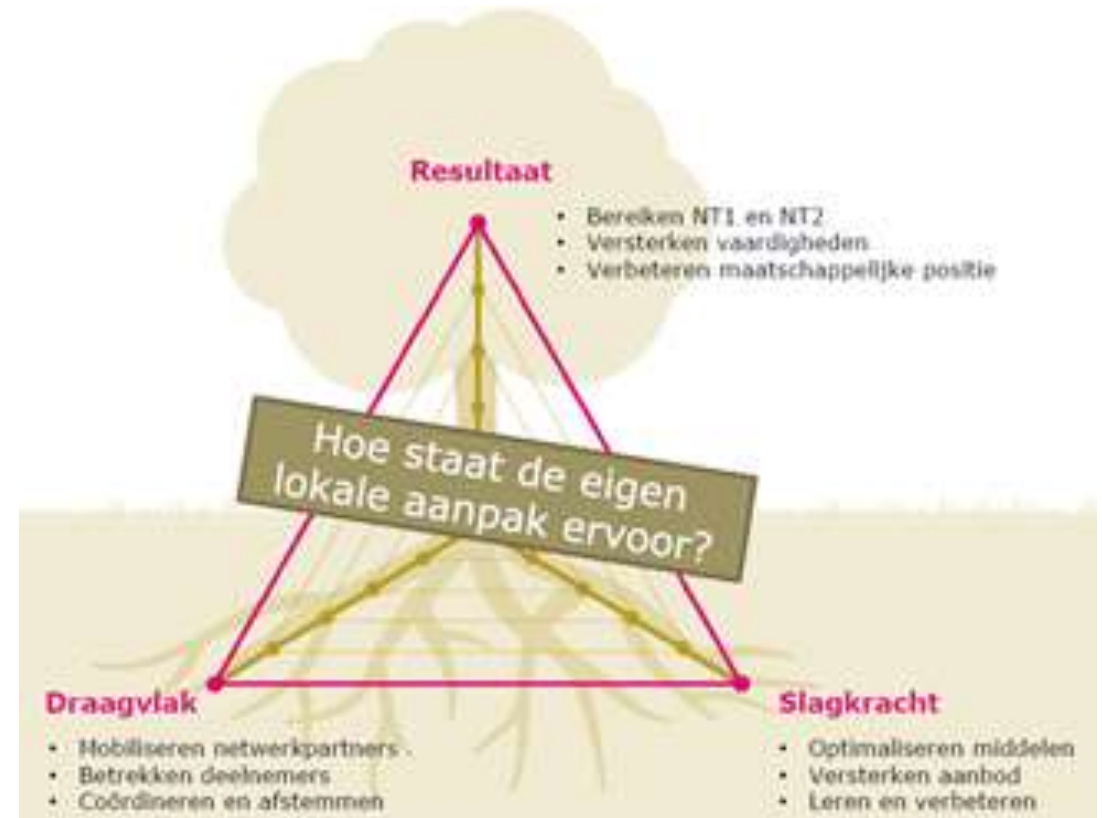 Resultaat
• Bereiken NT1 en NT2
• Versterken vaardigheden
• Verbeteren maatschappelijke positie
Hoe staat de eigen
lokale aanpak ervoor?
Draagvlak
• Mobiliseren netwerkpartners .
• Betrekken deelnemers
• Coördineren en afstemmen
Slagkracht
• Optimaliseren middelen
• Versterken aanbod
• Leren en verbeteren